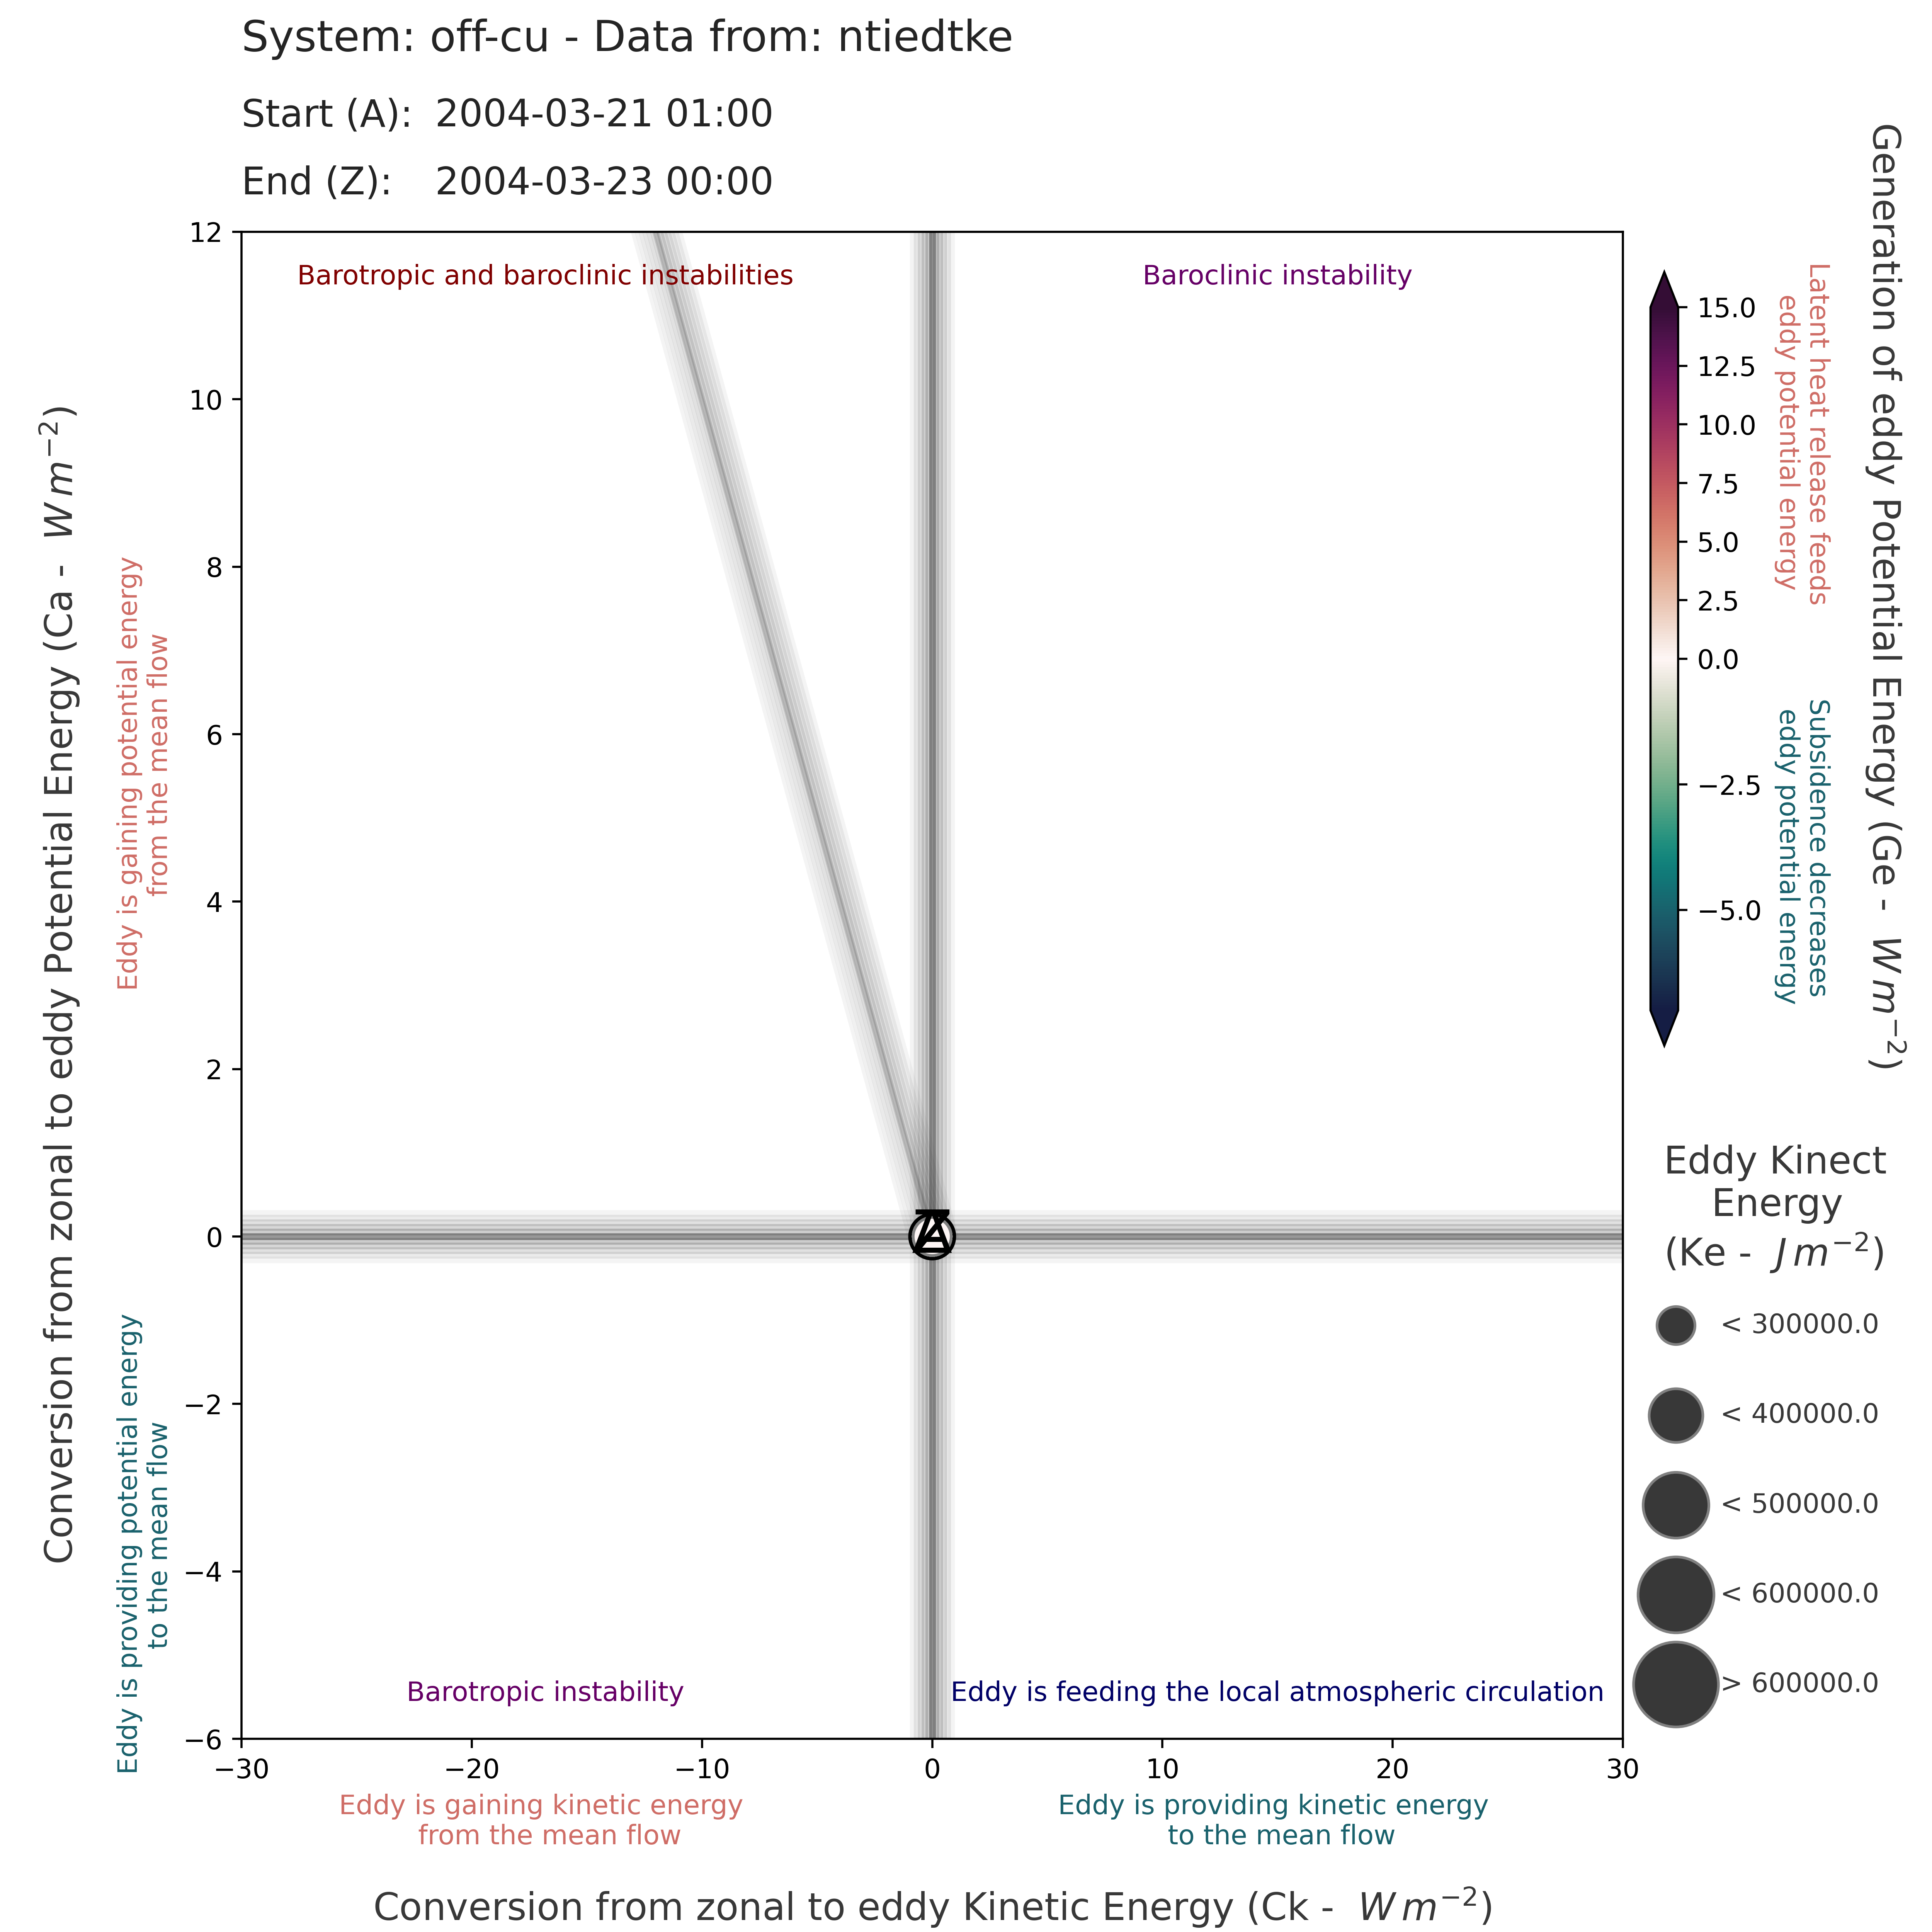 System: off-cu - Data from: ntiedtke
Start (A): 2004-03-21 01:00
End (Z): 2004-03-23 00:00
Barotropic and baroclinic instabilities
Baroclinic instability
Barotropic instability
Eddy is feeding the local atmospheric circulation
A
Z
12
10
8
6
4
2
0
−2
−4
−6
−30
−20
−10
0
10
20
30
Conversion from zonal to eddy Potential Energy (Ca - W m−2)
Eddy is gaining potential energy
from the mean flow
Eddy is providing potential energy
to the mean flow
Eddy is gaining kinetic energy
from the mean flow
Eddy is providing kinetic energy
to the mean flow
Conversion from zonal to eddy Kinetic Energy (Ck - W m−2)
15.0
12.5
10.0
7.5
5.0
2.5
0.0
−2.5
−5.0
Latent heat release feeds
eddy potential energy
Subsidence decreases
eddy potential energy
Generation of eddy Potential Energy (Ge - W m−2)
Eddy Kinect
Energy
(Ke - J m−2)
< 300000.0
< 400000.0
< 500000.0
< 600000.0
> 600000.0